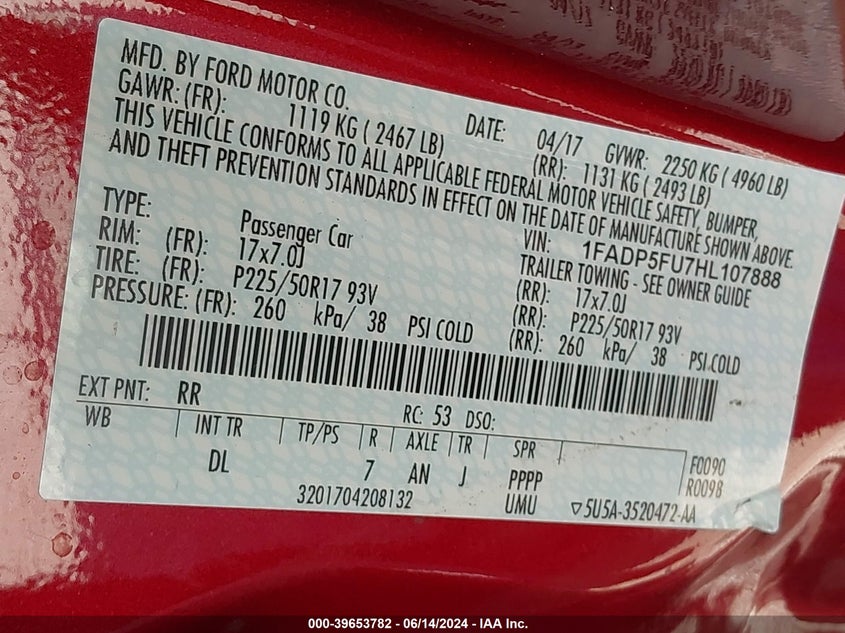 MFD. BY FORD MOTOR CO.
DATE: 04/17 GVWR: 2250 KG ( 4960 LB)
GAWR: (FR): 1119 KG ( 2467 LB) (RR): 1131 KG ( 2493 LB)
THIS VEHICLE CONFORMS TO ALL APPLICABLE FEDERAL MOTOR VEHICLE SAFETY, BUMPER,
AND THEFT PREVENTION STANDARDS IN EFFECT ON THE DATE OF MANUFACTURE SHOWN ABOVE.
VIN: 1FADP5FU7HL107888
TYPE: Passenger Car TRAILER TOWING - SEE OWNER GUIDE
RIM: (FR): 17x7.0J (RR): 17x7.0J
TIRE: (FR): P225/50R17 93V (RR): P225/50R17 93V
PRESSURE: (FR): 260 kPa/ 38 PSI COLD (RR): 260 kPa/ 38 PSI COLD
EXT PNT: RR RC: 53 DSO:
WB INT TR TP/PS R AXLE TR SPR F0090
DL 7 AN J PPPP R0098
3201704208132 UMU ▽5U5A-3520472-AA
000-39653782 - 06/14/2024 - IAA Inc.